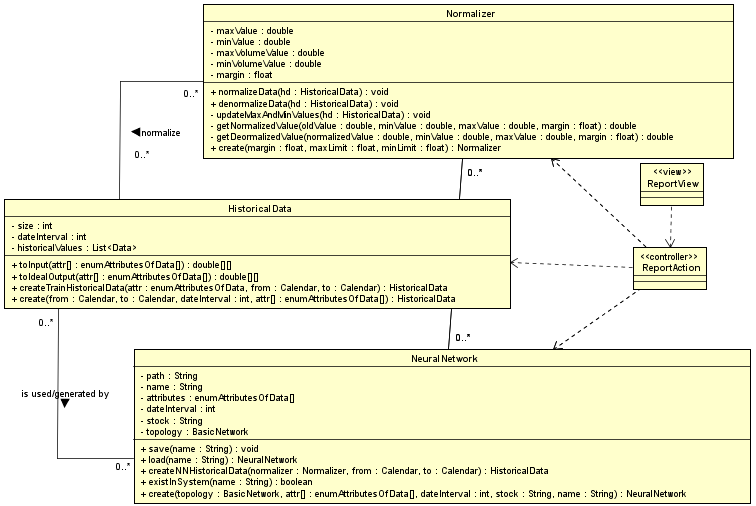 Normalizer
- maxValue : double
- minValue : double
- maxVolumeValue : double
- minVolumeValue : double
- margin : float
+ normalizeData(hd : HistoricalData) : void
+ denormalizeData(hd : HistoricalData) : void
- updateMaxAndMinValues(hd : HistoricalData) : void
- getNormalizedValue(oldValue : double, minValue : double, maxValue : double, margin : float) : double
- getDeormalizedValue(normalizedValue : double, minValue : double, maxValue : double, margin : float) : double
+ create(margin : float, maxLimit : float, minLimit : float) : Normalizer
0..*
normalize
0..*
0..*
<<view>>
ReportView
<<controller>>
ReportAction
HistoricalData
- size : int
- dateInterval : int
- historicalValues : List<Data>
+ toInput(attr[] : enumAttributesOfData[]) : double[][]
+ toIdealOutput(attr[] : enumAttributesOfData[]) : double[][]
+ createTrainHistoricalData(attr : enumAttributesOfData, from : Calendar, to : Calendar) : HistoricalData
+ create(from : Calendar, to : Calendar, dateInterval : int, attr[] : enumAttributesOfData[]) : HistoricalData
0..*
0..*
is used/generated by
0..*
NeuralNetwork
- path : String
- name : String
- attributes : enumAttributesOfData[]
- dateInterval : int
- stock : String
- topology : BasicNetwork
+ save(name : String) : void
+ load(name : String) : NeuralNetwork
+ createNNHistoricalData(normalizer : Normalizer, from : Calendar, to : Calendar) : HistoricalData
+ existInSystem(name : String) : boolean
+ create(topology : BasicNetwork, attr[] : enumAttributesOfData[], dateInterval : int, stock : String, name : String) : NeuralNetwork